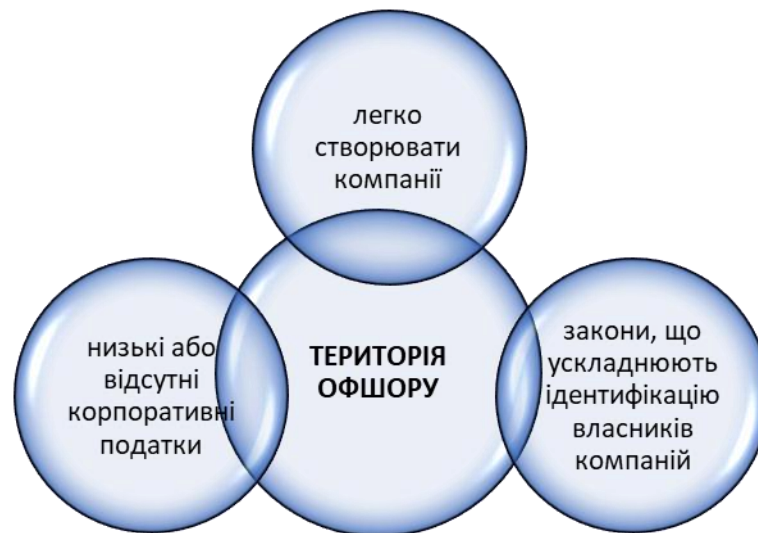 легко
створювати
компанії
низькі або
відсутні
корпоративні
податки
ТЕРИТОРІЯ
ОФШОРУ
закони, що
ускладнюють
ідентифікацію
власників
компаній